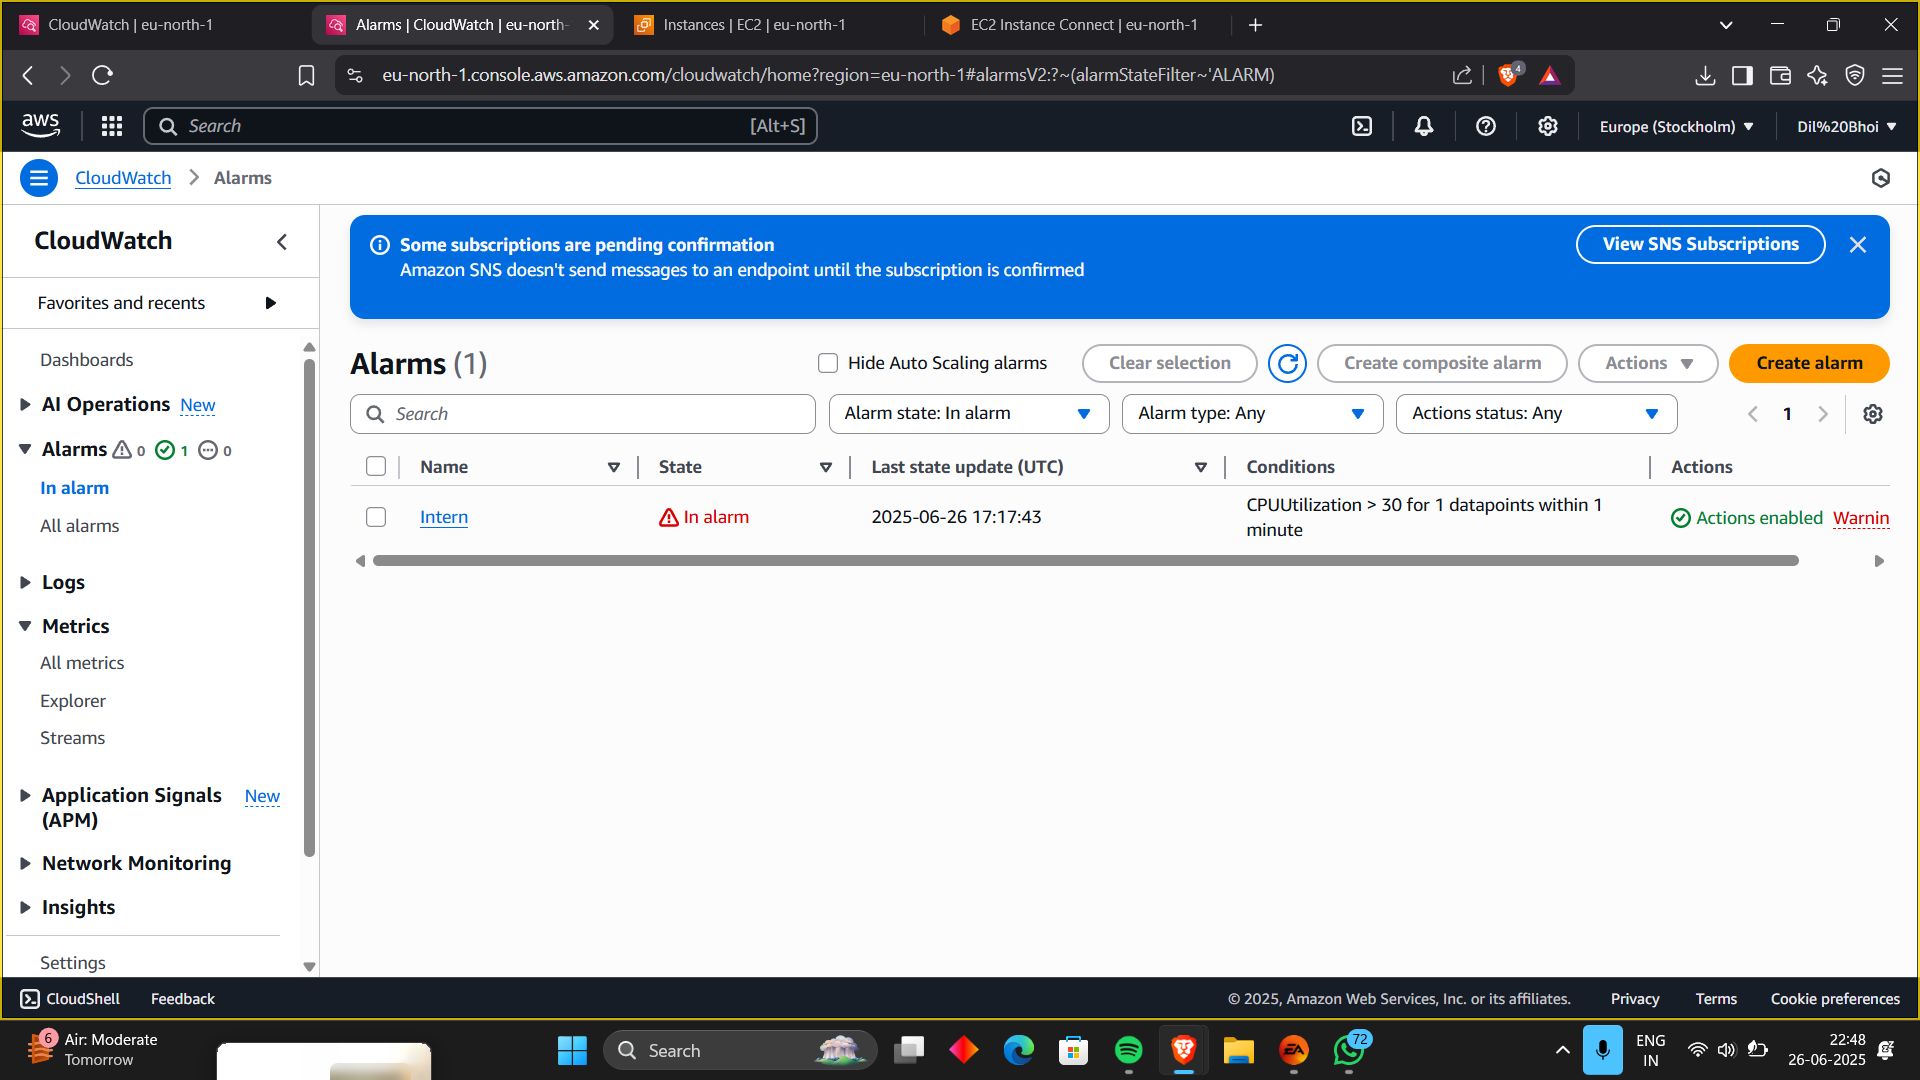 CloudWatch | eu-north-1
Alarms | CloudWatch | eu-north-
Instances | EC2 | eu-north-1
EC2 Instance Connect | eu-north-1
eu-north-1.console.aws.amazon.com/cloudwatch/home?region=eu-north-1#alarmsV2:?~(alarmStateFilter~'ALARM)
4
aws
Search
[Alt+S]
Europe (Stockholm)
Dil%20Bhoi
CloudWatch
Alarms
CloudWatch
Favorites and recents
Dashboards
AI Operations New
Alarms 0 1 0
In alarm
All alarms
Logs
Metrics
All metrics
Explorer
Streams
Application Signals New
(APM)
Network Monitoring
Insights
Settings
Some subscriptions are pending confirmation
Amazon SNS doesn't send messages to an endpoint until the subscription is confirmed
View SNS Subscriptions
Alarms (1)
Hide Auto Scaling alarms
Clear selection
Create composite alarm
Actions
Create alarm
Search
Alarm state: In alarm
Alarm type: Any
Actions status: Any
1
Name
State
Last state update (UTC)
Conditions
Actions
Intern
In alarm
2025-06-26 17:17:43
CPUUtilization > 30 for 1 datapoints within 1
minute
Actions enabled Warnin
CloudShell
Feedback
© 2025, Amazon Web Services, Inc. or its affiliates.
Privacy
Terms
Cookie preferences
6
Air: Moderate
Tomorrow
Search
EA
72
ENG
IN
22:48
26-06-2025